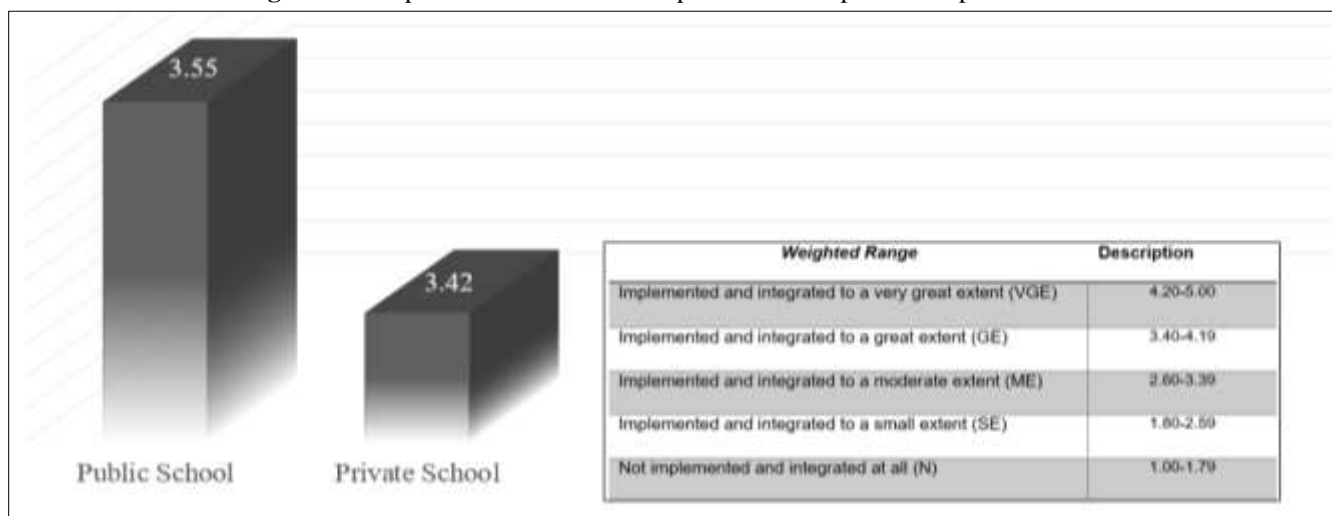 3.55
3.42
Public School
Private School
Weighted Range Description
Implemented and integrated to a very great extent (VGE) 4.20-5.00
Implemented and integrated to a great extent (GE) 3.40-4.19
Implemented and integrated to a moderate extent (ME) 2.60-3.39
Implemented and integrated to a small extent (SE) 1.80-2.59
Not implemented and integrated at all (N) 1.00-1.79